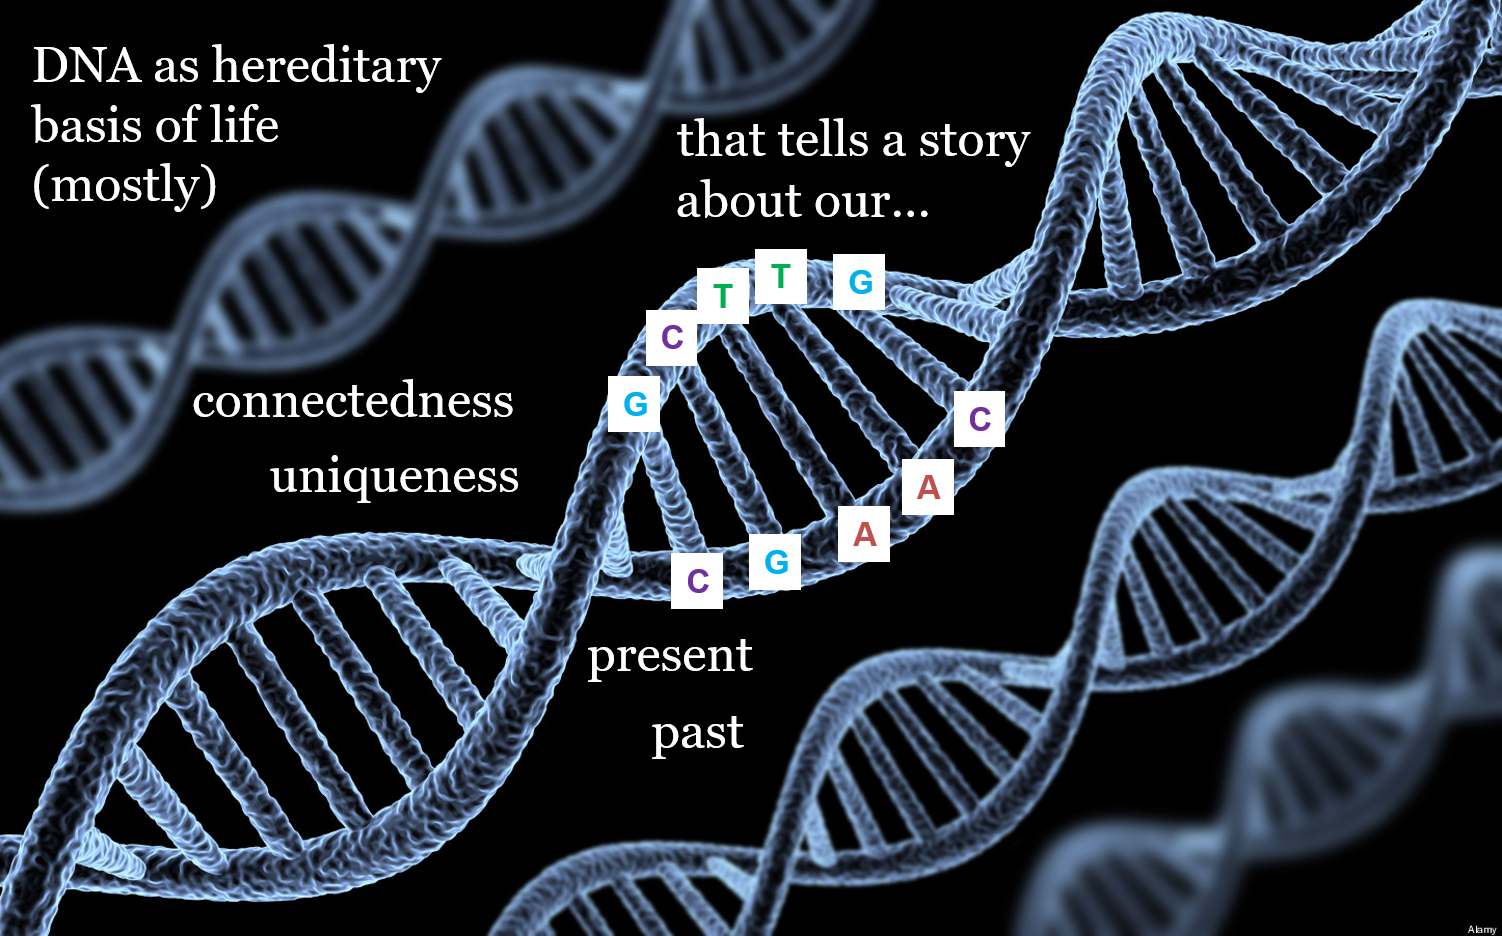 DNA as hereditary
basis of life
(mostly)
that tells a story
about our...
G
C
T
T
G
C
G
A
A
C
connectedness
uniqueness
present
past
Alamy